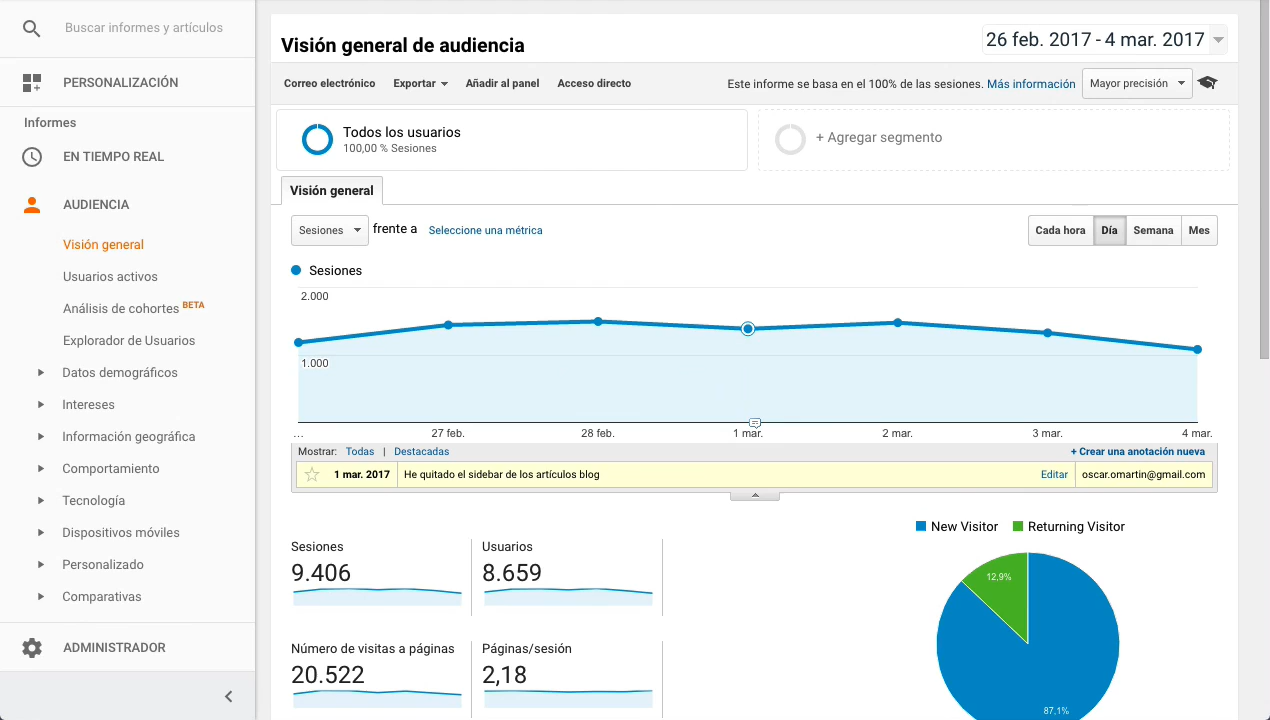 Buscar informes y artículos
PERSONALIZACIÓN
Informes
EN TIEMPO REAL
AUDIENCIA
Visión general
Usuarios activos
Análisis de cohortes BETA
Explorador de Usuarios
Datos demográficos
Intereses
Información geográfica
Comportamiento
Tecnología
Dispositivos móviles
Personalizado
Comparativas
ADMINISTRADOR
Visión general de audiencia
26 feb. 2017 - 4 mar. 2017
Correo electrónico Exportar Añadir al panel Acceso directo
Este informe se basa en el 100% de las sesiones. Más información Mayor precisión
Todos los usuarios
100,00 % Sesiones
+ Agregar segmento
Visión general
Sesiones frente a Seleccione una métrica
Cada hora Día Semana Mes
Sesiones
2.000
1.000
... 27 feb. 28 feb. 1 mar. 2 mar. 3 mar. 4 mar.
Mostrar: Todas | Destacadas + Crear una anotación nueva
1 mar. 2017 He quitado el sidebar de los artículos blog Editar oscar.omartin@gmail.com
Sesiones
9.406
Usuarios
8.659
Número de visitas a páginas
20.522
Páginas/sesión
2,18
New Visitor Returning Visitor
12,9%
87,1%